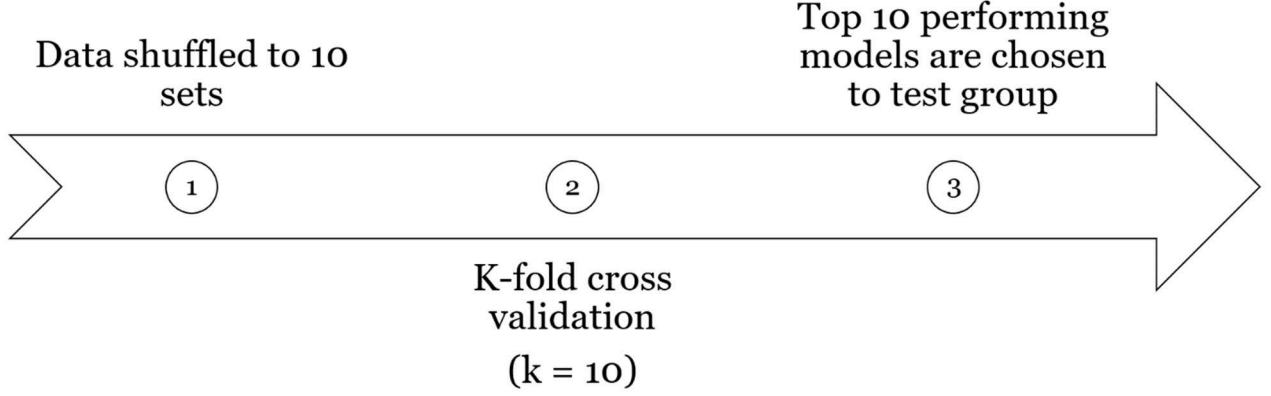 Data shuffled to 10
sets
1
2
K-fold cross
validation
(k = 10)
Top 10 performing
models are chosen
to test group
3